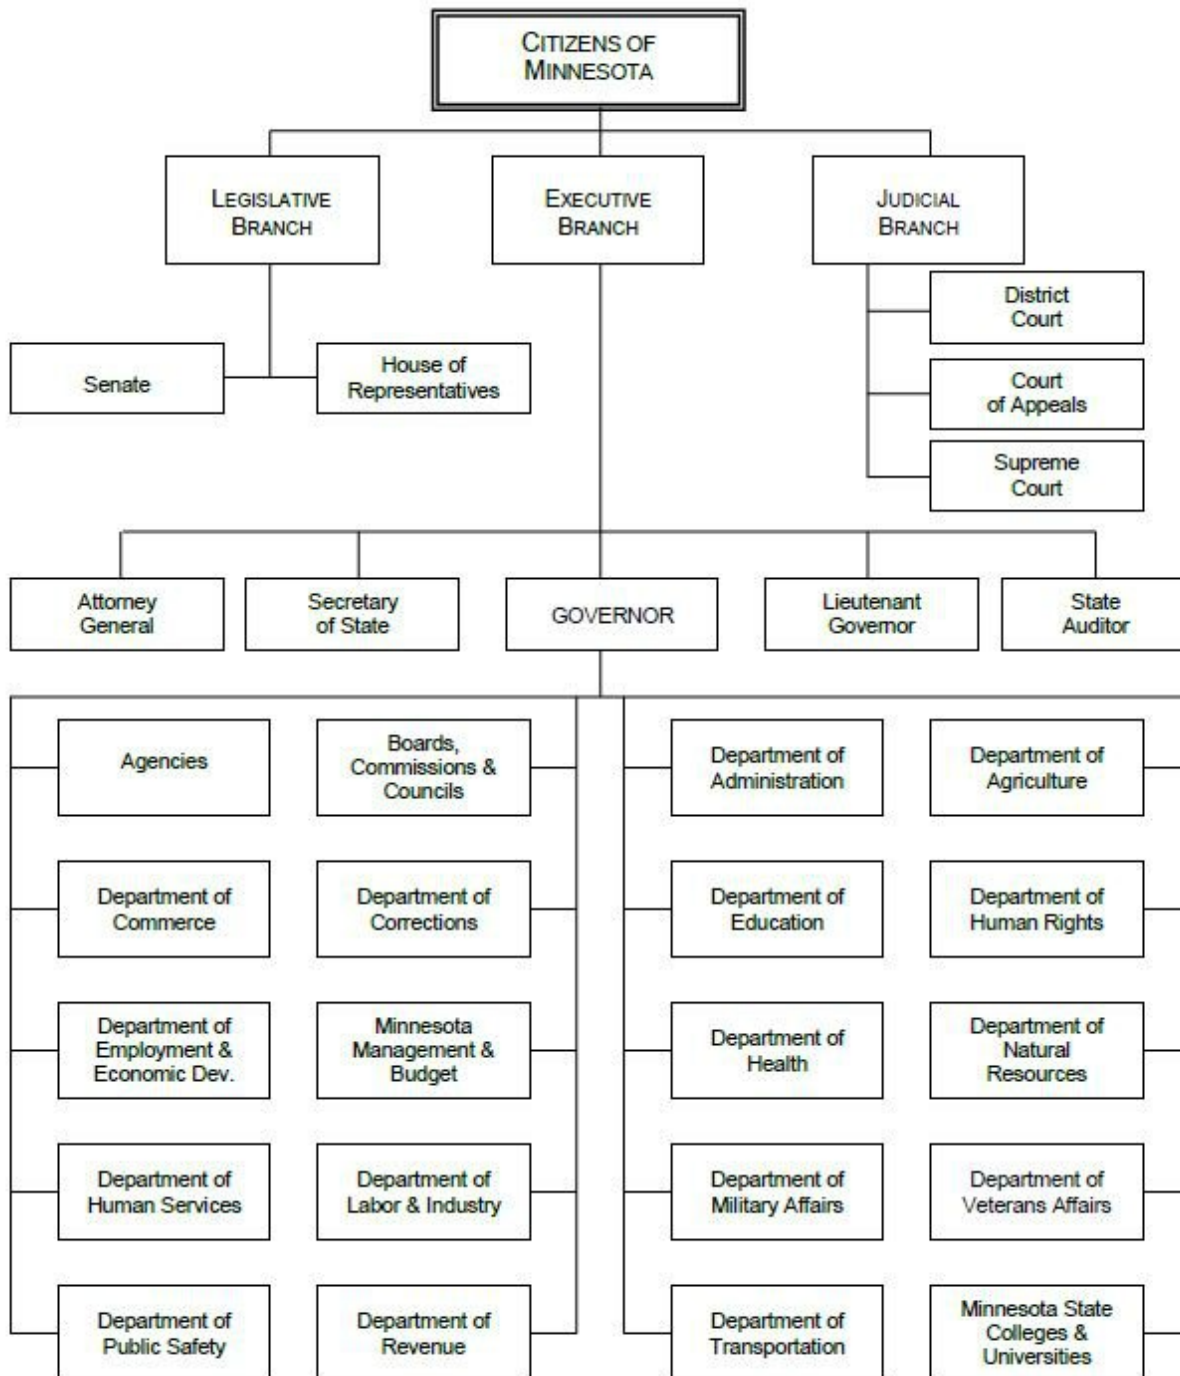 CITIZENS OF
MINNESOTA
LEGISLATIVE
BRANCH
EXECUTIVE
BRANCH
JUDICIAL
BRANCH
District
Court
Senate
House of
Representatives
Court
of Appeals
Supreme
Court
Attorney
General
Secretary
of State
GOVERNOR
Lieutenant
Governor
State
Auditor
Agencies
Boards,
Commissions &
Councils
Department of
Administration
Department of
Agriculture
Department of
Commerce
Department of
Corrections
Department of
Education
Department of
Human Rights
Department of
Employment &
Economic Dev.
Minnesota
Management &
Budget
Department of
Health
Department of
Natural
Resources
Department of
Human Services
Department of
Labor & Industry
Department of
Military Affairs
Department of
Veterans Affairs
Department of
Public Safety
Department of
Revenue
Department of
Transportation
Minnesota State
Colleges &
Universities